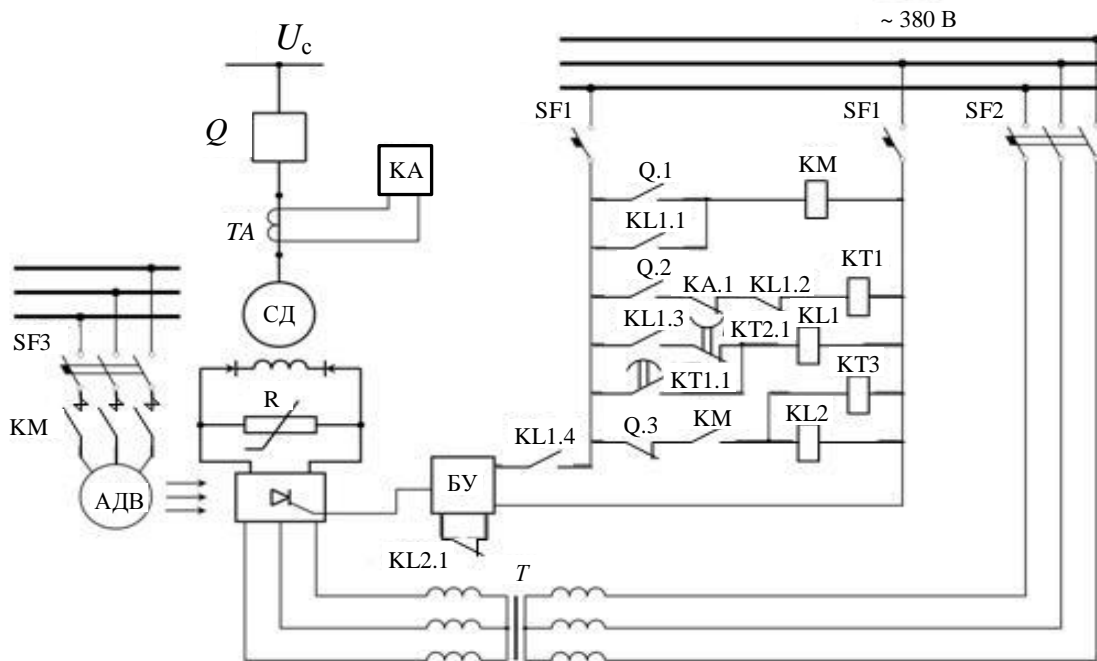 ~ 380 В
Uс
SF1
SF1
SF2
Q
KA
KM
Q.1
TA
KL1.1
Q.2
KA.1
KL1.2
KT1
СД
KL1.3
KT2.1
KL1
SF3
KT1.1
KT3
R
KM
Q.3
KM
KL2
KL1.4
АДВ
БУ
KL2.1
T